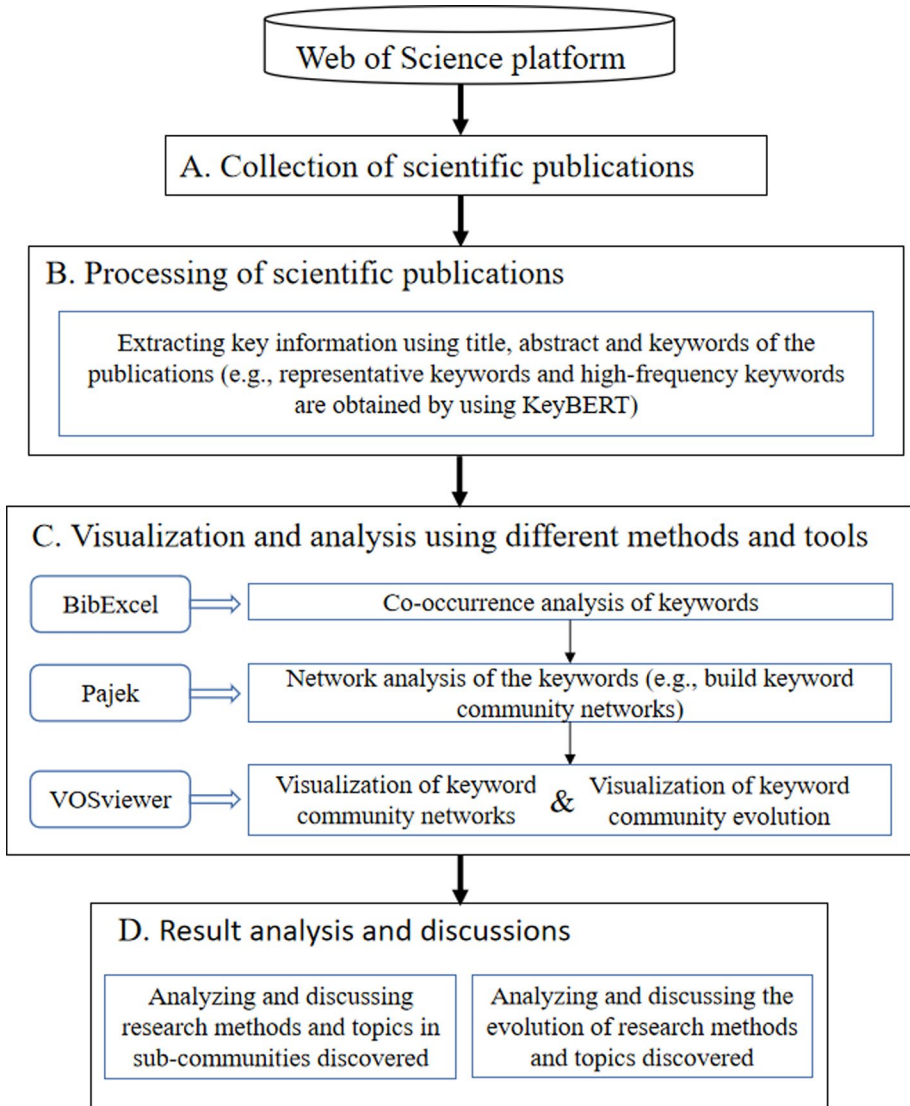 Web of Science platform
A. Collection of scientific publications
B. Processing of scientific publications
Extracting key information using title, abstract and keywords of the
publications (e.g., representative keywords and high-frequency keywords
are obtained by using KeyBERT)
C. Visualization and analysis using different methods and tools
BibExcel
Co-occurrence analysis of keywords
Pajek
Network analysis of the keywords (e.g., build keyword
community networks)
VOSviewer
Visualization of keyword
community networks
&
Visualization of keyword
community evolution
D. Result analysis and discussions
Analyzing and discussing
research methods and topics in
sub-communities discovered
Analyzing and discussing the
evolution of research methods
and topics discovered